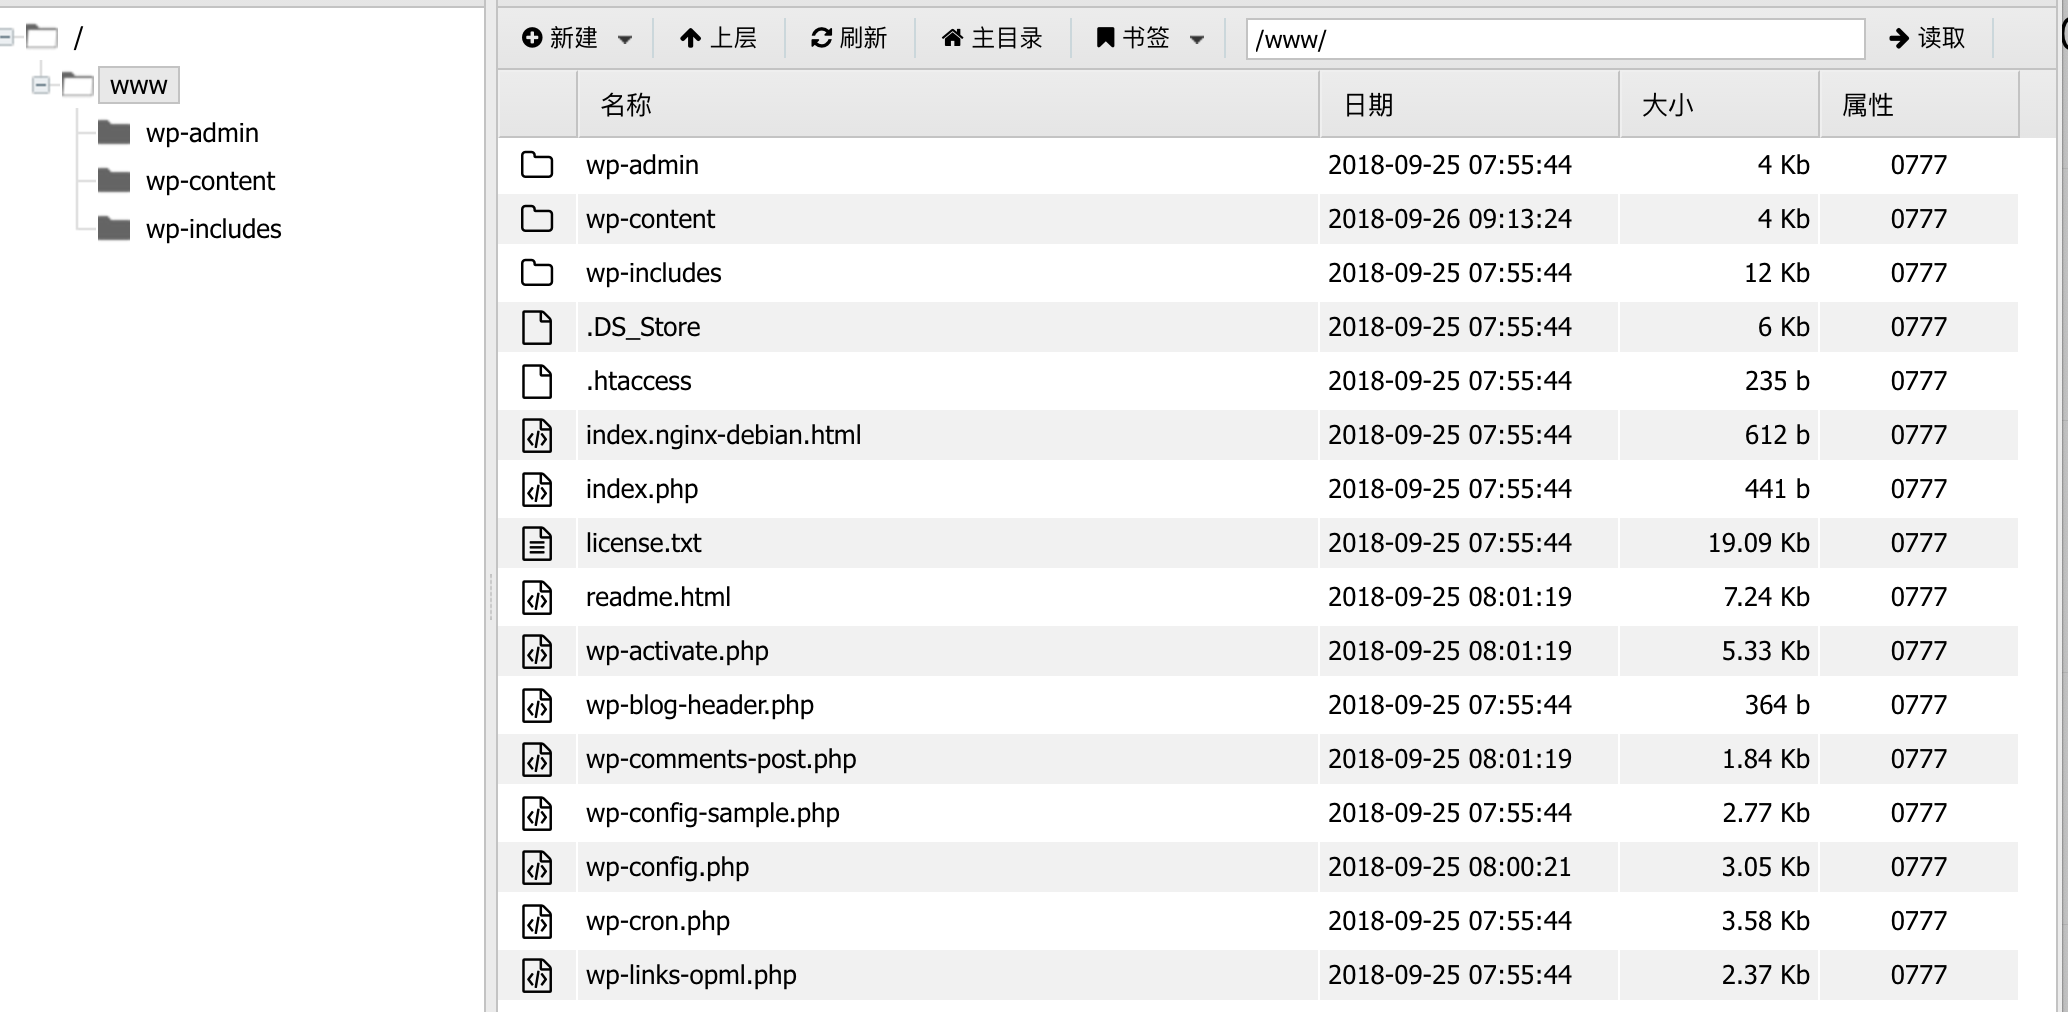 /
www
wp-admin
wp-content
wp-includes
新建 上层 刷新 主目录 书签 /www/ 读取
名称 日期 大小 属性
wp-admin 2018-09-25 07:55:44 4 Kb 0777
wp-content 2018-09-26 09:13:24 4 Kb 0777
wp-includes 2018-09-25 07:55:44 12 Kb 0777
.DS_Store 2018-09-25 07:55:44 6 Kb 0777
.htaccess 2018-09-25 07:55:44 235 b 0777
index.nginx-debian.html 2018-09-25 07:55:44 612 b 0777
index.php 2018-09-25 07:55:44 441 b 0777
license.txt 2018-09-25 07:55:44 19.09 Kb 0777
readme.html 2018-09-25 08:01:19 7.24 Kb 0777
wp-activate.php 2018-09-25 08:01:19 5.33 Kb 0777
wp-blog-header.php 2018-09-25 07:55:44 364 b 0777
wp-comments-post.php 2018-09-25 08:01:19 1.84 Kb 0777
wp-config-sample.php 2018-09-25 07:55:44 2.77 Kb 0777
wp-config.php 2018-09-25 08:00:21 3.05 Kb 0777
wp-cron.php 2018-09-25 07:55:44 3.58 Kb 0777
wp-links-opml.php 2018-09-25 07:55:44 2.37 Kb 0777